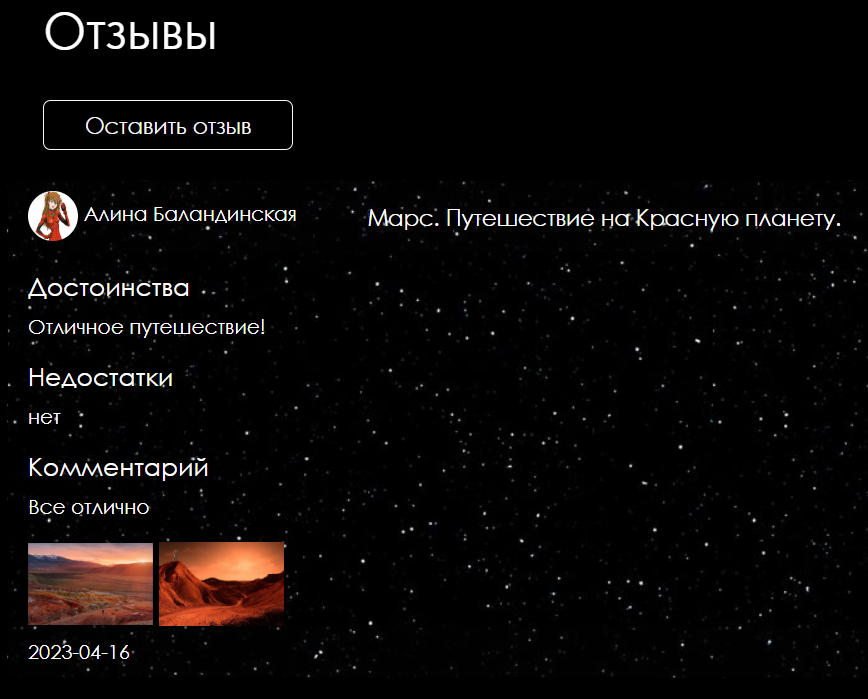 Отзывы
Оставить отзыв
Алина Баландинская
Марс. Путешествие на Красную планету.
Достоинства
Отличное путешествие!
Недостатки
нет
Комментарий
Все отлично
2023-04-16